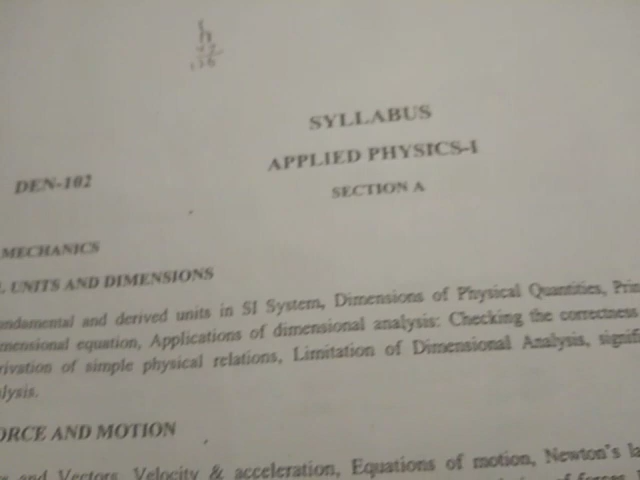 SYLLABUS
APPLIED PHYSICS-I
DEN-102
SECTION A
MECHANICS
UNITS AND DIMENSIONS
and derived units in SI System, Dimensions of Physical Quantities,
equation, Applications of dimensional analysis: Checking the correctness
of simple physical relations, Limitation of Dimensional Analysis,
AND MOTION
and Vectors, Velocity & acceleration, Equations of motion, Newton's